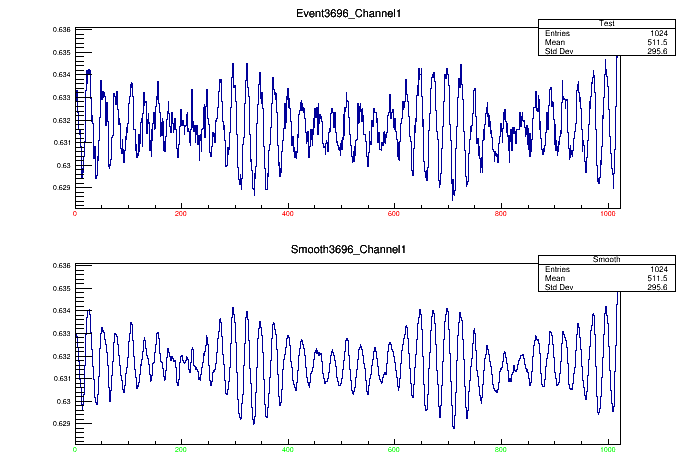 Event3696_Channel1
Test
Entries 1024
Mean 511.5
Std Dev 295.6
0.636
0.635
0.634
0.633
0.632
0.631
0.63
0.629
0 200 400 600 800 1000
Smooth3696_Channel1
Smooth
Entries 1024
Mean 511.5
Std Dev 295.6
0.636
0.635
0.634
0.633
0.632
0.631
0.63
0.629
0 200 400 600 800 1000